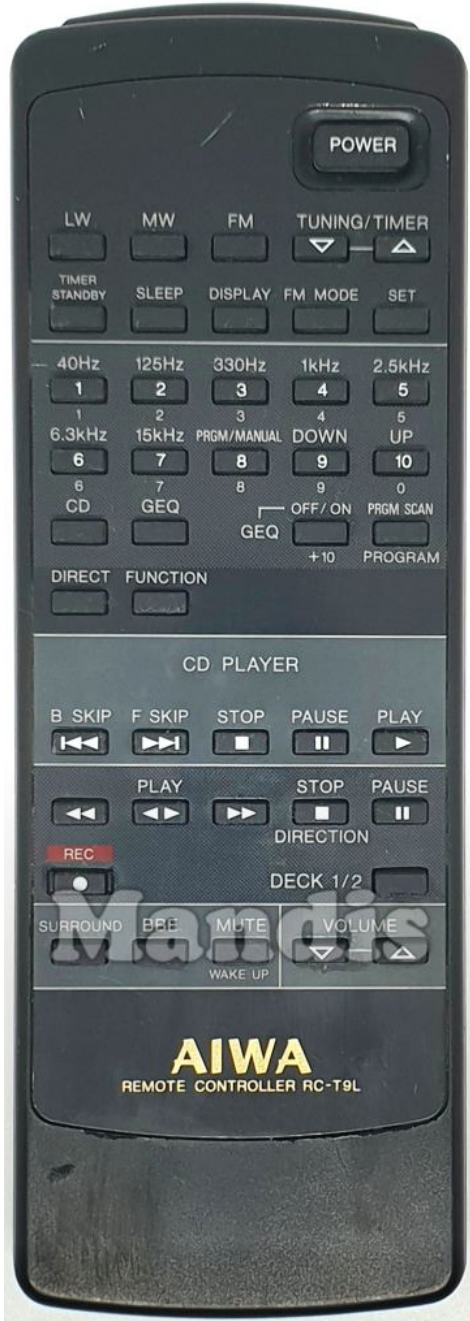 POWER
LW MW FM TUNING/TIMER
TIMER
STANDBY SLEEP DISPLAY FM MODE SET
40Hz 125Hz 330Hz 1kHz 2.5kHz
1 2 3 4 5
1 2 3 4 5
6.3kHz 15kHz PRGM/MANUAL DOWN UP
6 7 8 9 10
6 7 8 9 0
CD GEQ OFF/ON PRGM SCAN
GEQ
+10 PROGRAM
DIRECT FUNCTION
CD PLAYER
B SKIP F SKIP STOP PAUSE PLAY
PLAY STOP PAUSE
DIRECTION
REC
DECK 1/2
SURROUND BBE MUTE VOLUME
Mandis
WAKE UP
AIWA
REMOTE CONTROLLER RC-T9L